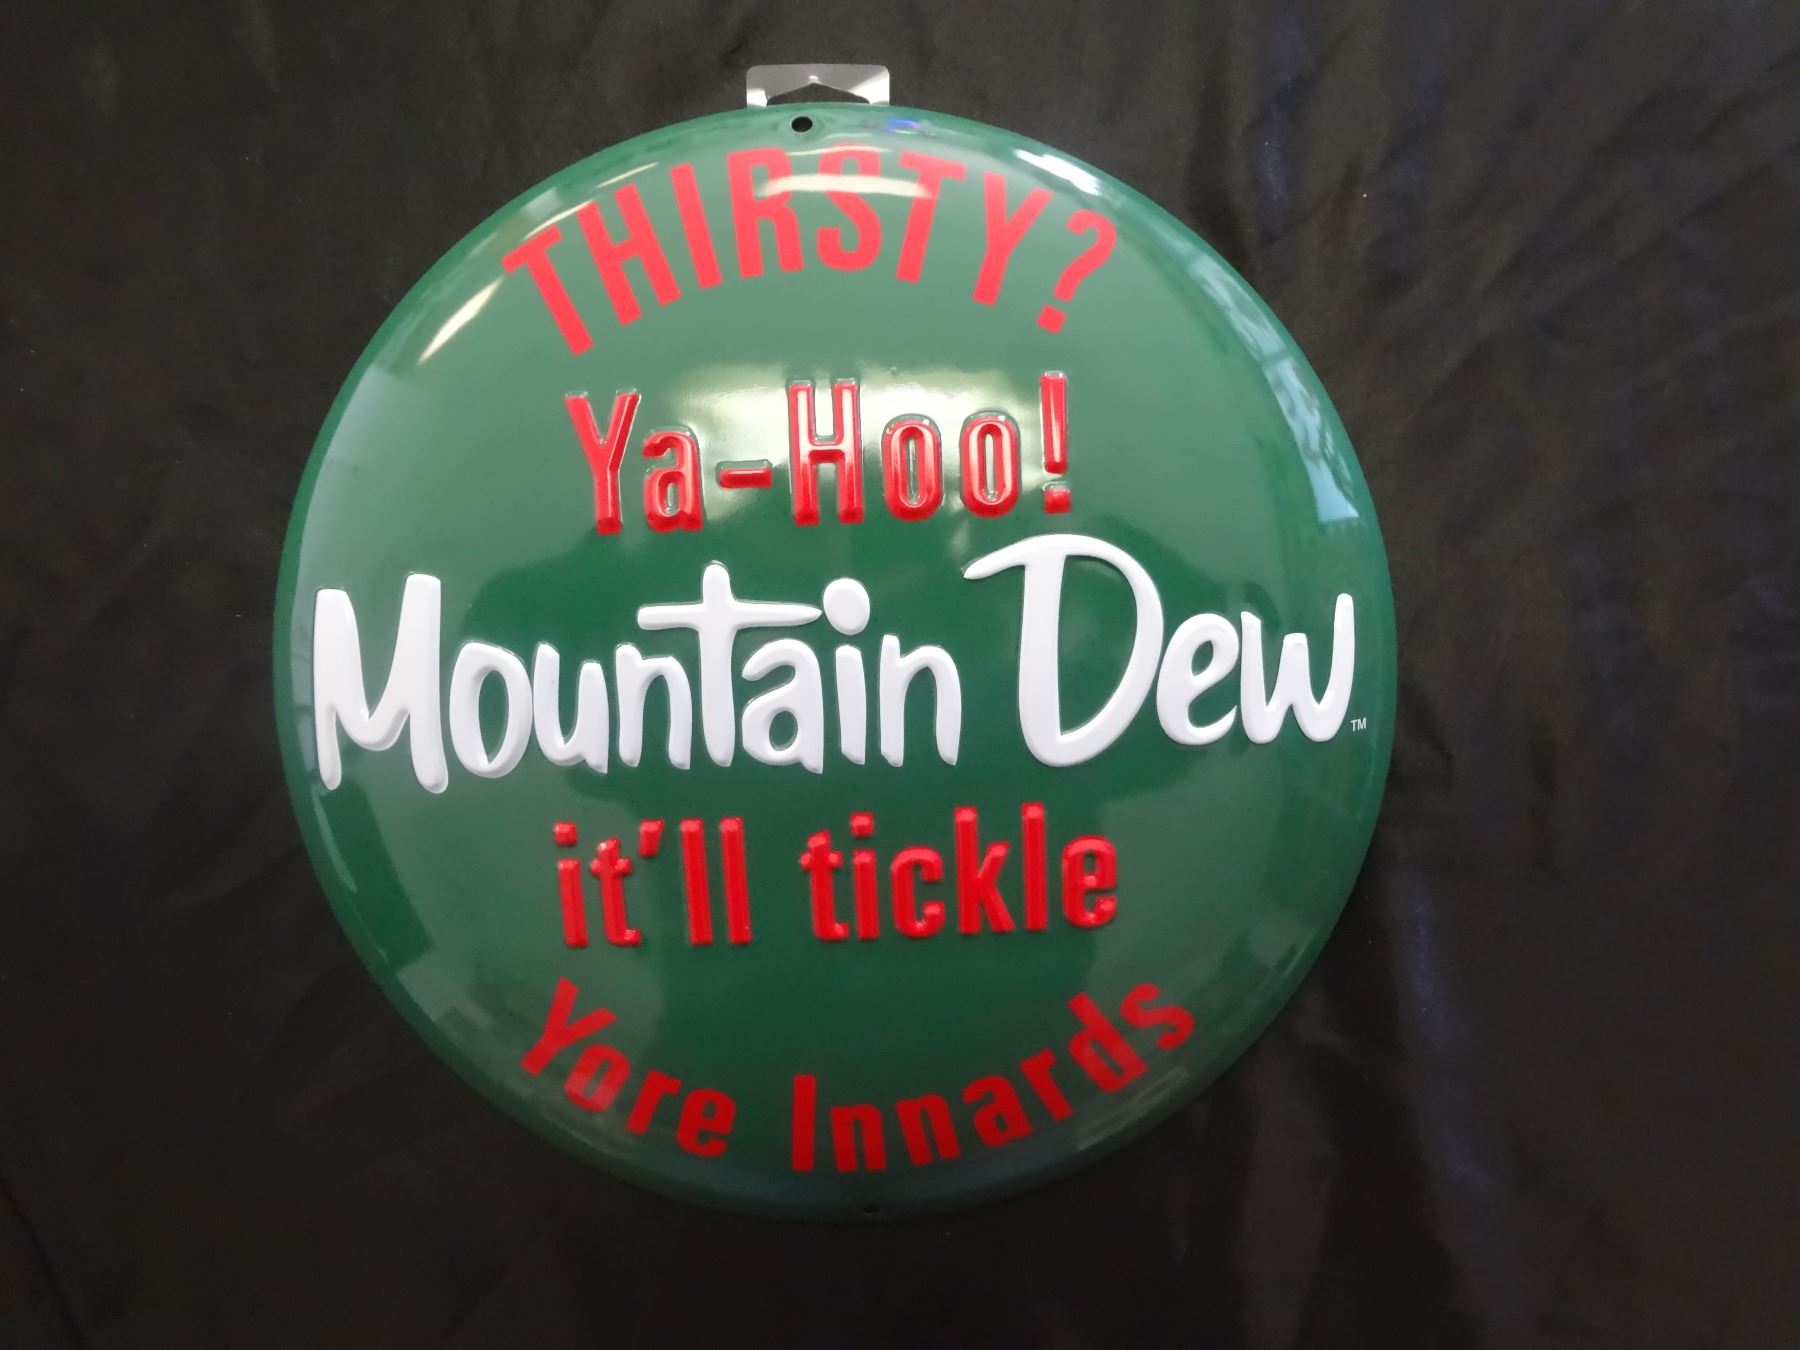 THIRSTY?
Ya-Hoo!
Mountain Dew™
it'll tickle
Yore Innards